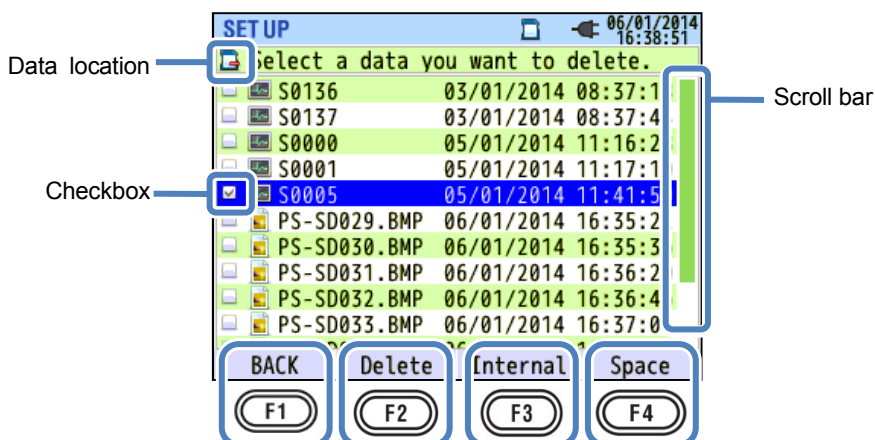 SET UP 06/01/2014
16:38:51
Data location
Select a data you want to delete.
Scroll bar
S0136 03/01/2014 08:37:1
S0137 03/01/2014 08:37:4
S0000 05/01/2014 11:16:2
S0001 05/01/2014 11:17:1
Checkbox
S0005 05/01/2014 11:41:5
PS-SD029.BMP 06/01/2014 16:35:2
PS-SD030.BMP 06/01/2014 16:35:3
PS-SD031.BMP 06/01/2014 16:36:2
PS-SD032.BMP 06/01/2014 16:36:4
PS-SD033.BMP 06/01/2014 16:37:0
BACK Delete Internal Space
F1 F2 F3 F4